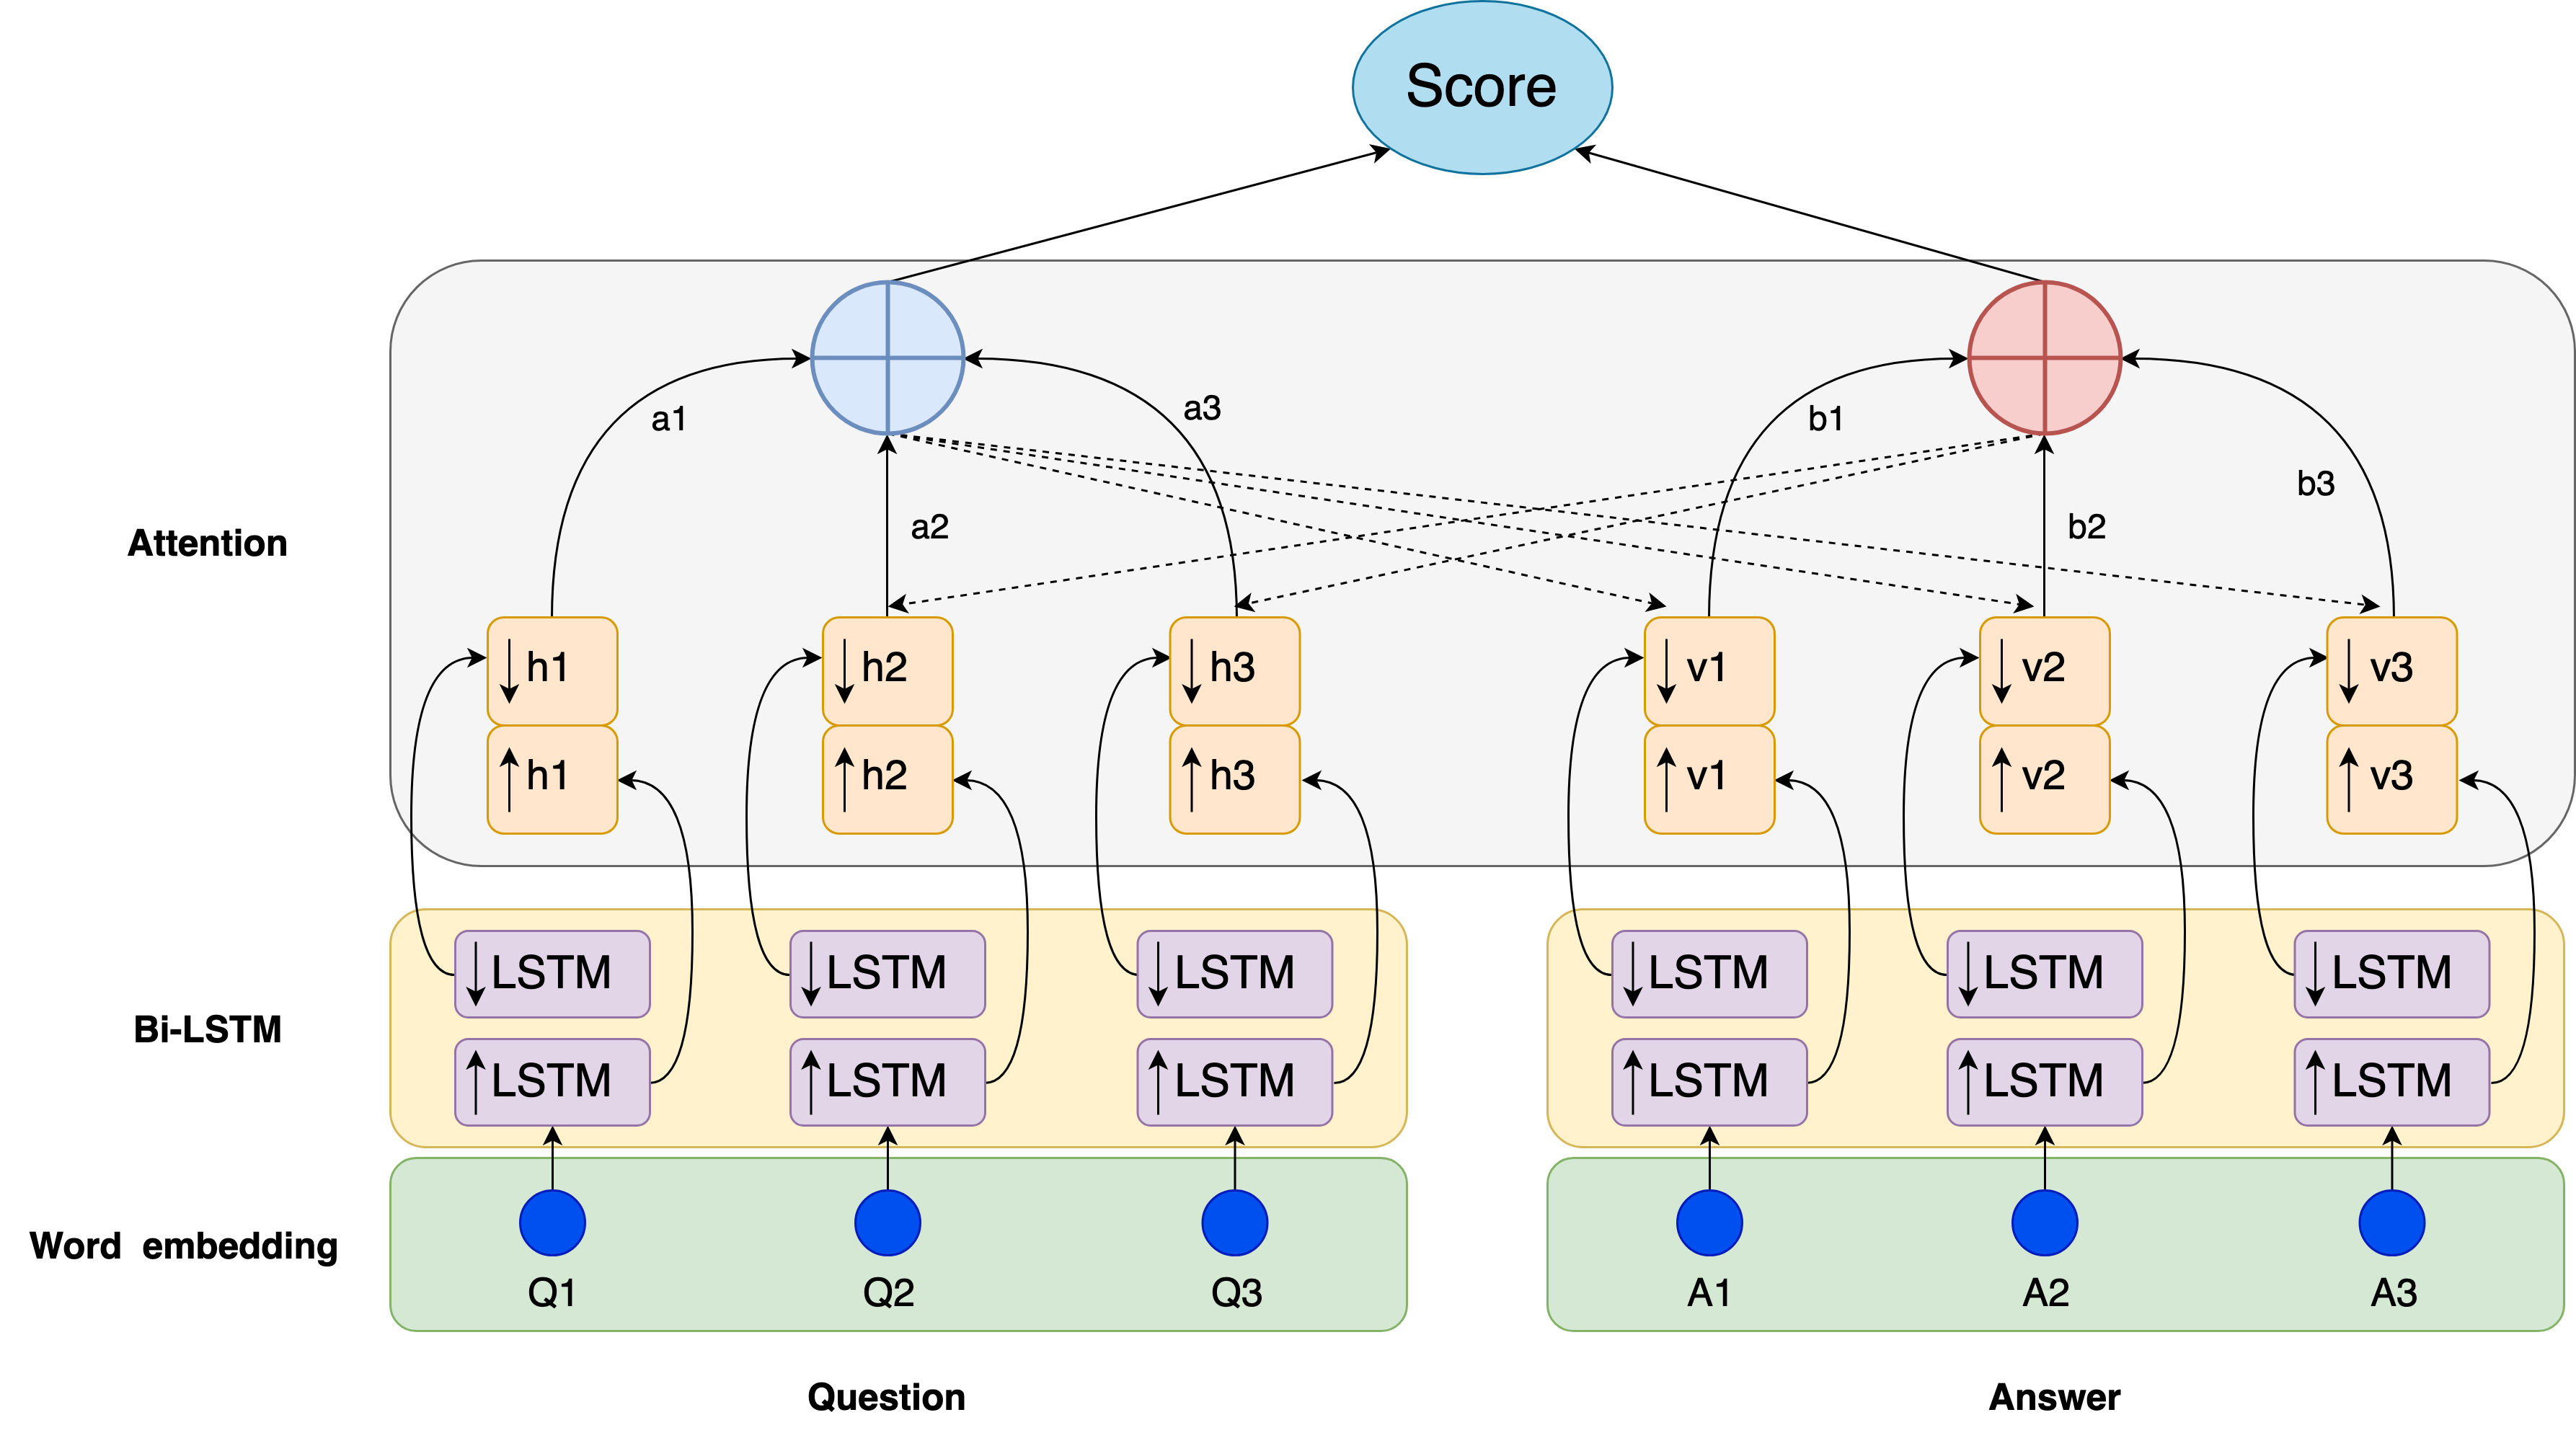 Score
a1
a3
b1
b3
a2
b2
Attention
h1
h2
h3
v1
v2
v3
h1
h2
h3
v1
v2
v3
LSTM
LSTM
LSTM
LSTM
LSTM
LSTM
Bi-LSTM
LSTM
LSTM
LSTM
LSTM
LSTM
LSTM
Word embedding
Q1
Q2
Q3
A1
A2
A3
Question
Answer